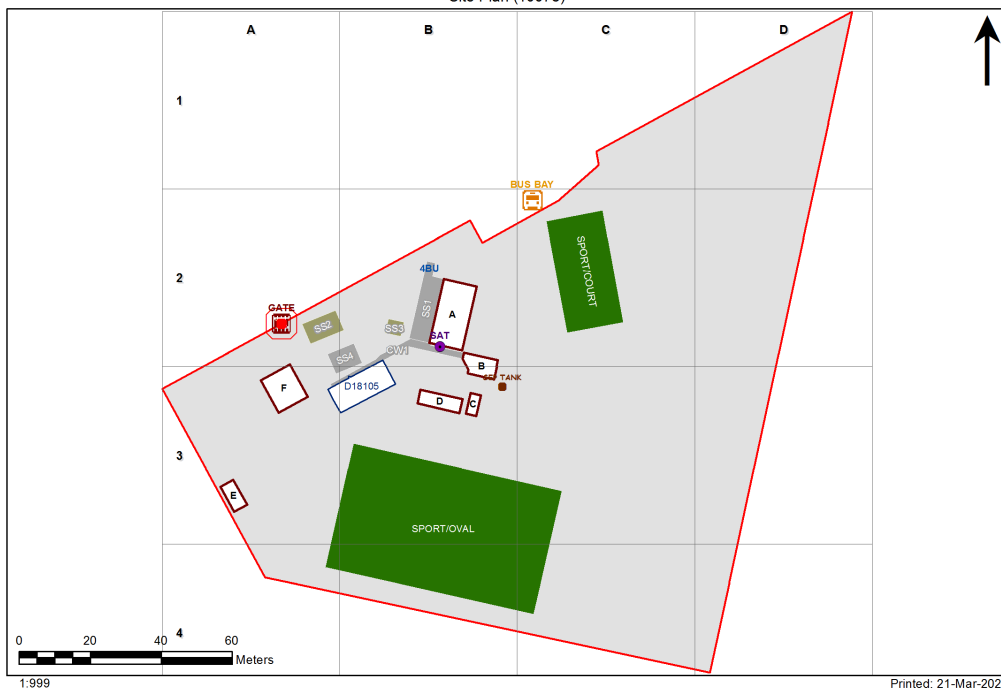 A B C D
1
BUS BAY
SPORT/COURT
2
4BU
GATE
SS1
A
SS2
SS3
SAT
CW1
SS4
B
D18105
F
D
C
3
E
SPORT/OVAL
4
0 20 40 60
Meters
1:999
Printed: 21-Mar-202